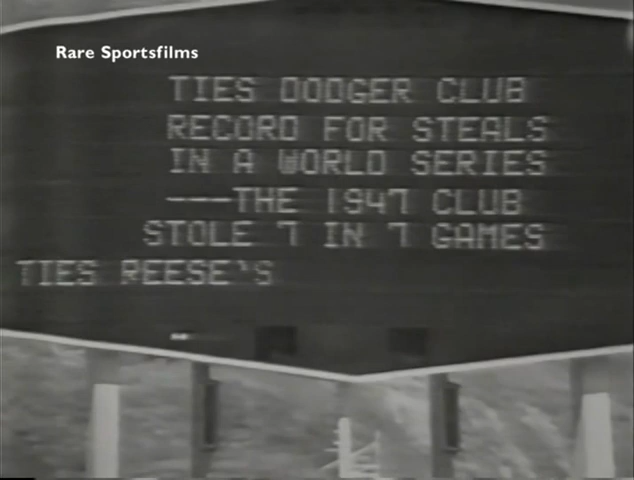 Rare Sportsfilms
TIES DODGER CLUB
RECORD FOR STEALS
IN A WORLD SERIES
---THE 1947 CLUB
STOLE 7 IN 7 GAMES
TIES REESE'S